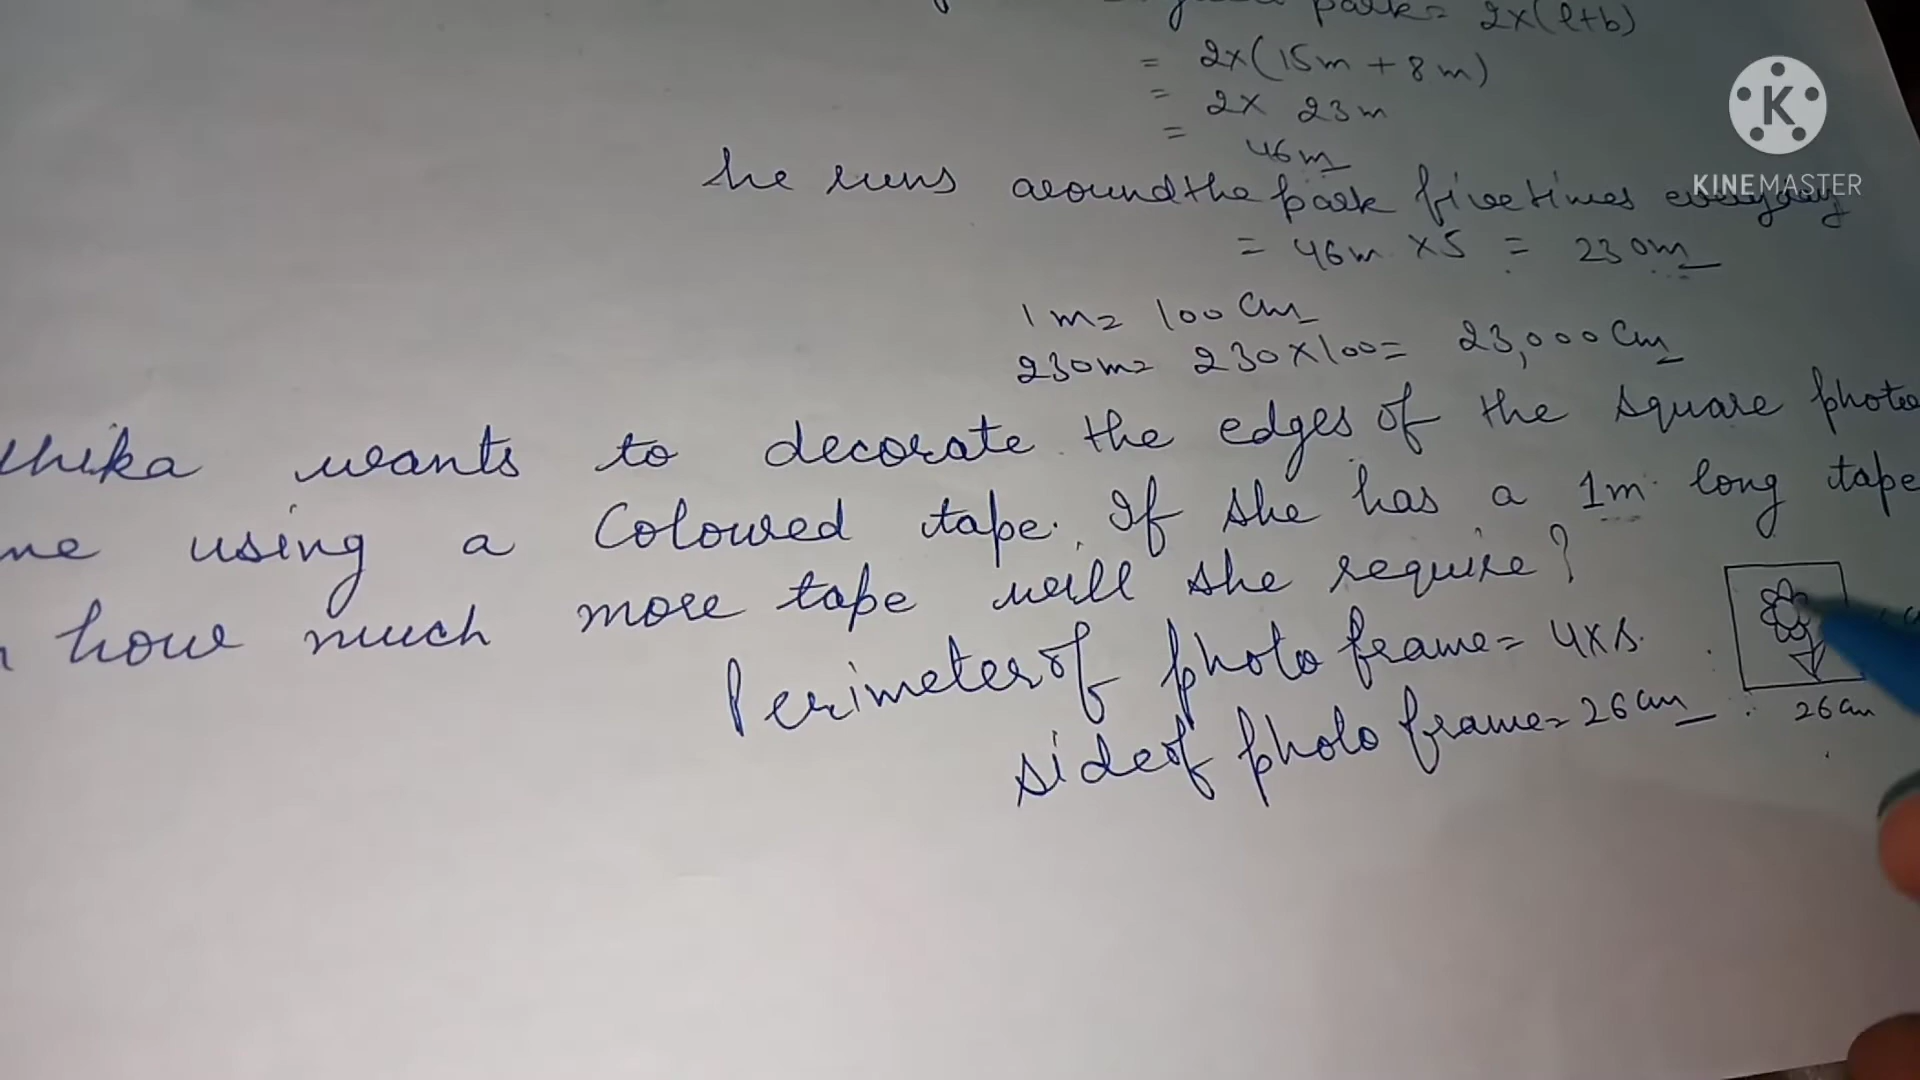 park = 2x(l+b)
= 2x(15m + 8m)
= 2x 23m
= 46m
KINEMASTER
he runs around the park five times everyday
= 46m x5 = 230m
1m = 100 Cm
230m = 230x100 = 23,000 Cm
thika wants to decorate the edges of the square photo
me using a Coloured tape. If she has a 1m long tape
how much more tape will she require?
Perimeter of photo frame = 4xs.
side of photo frame = 26 cm
26 cm